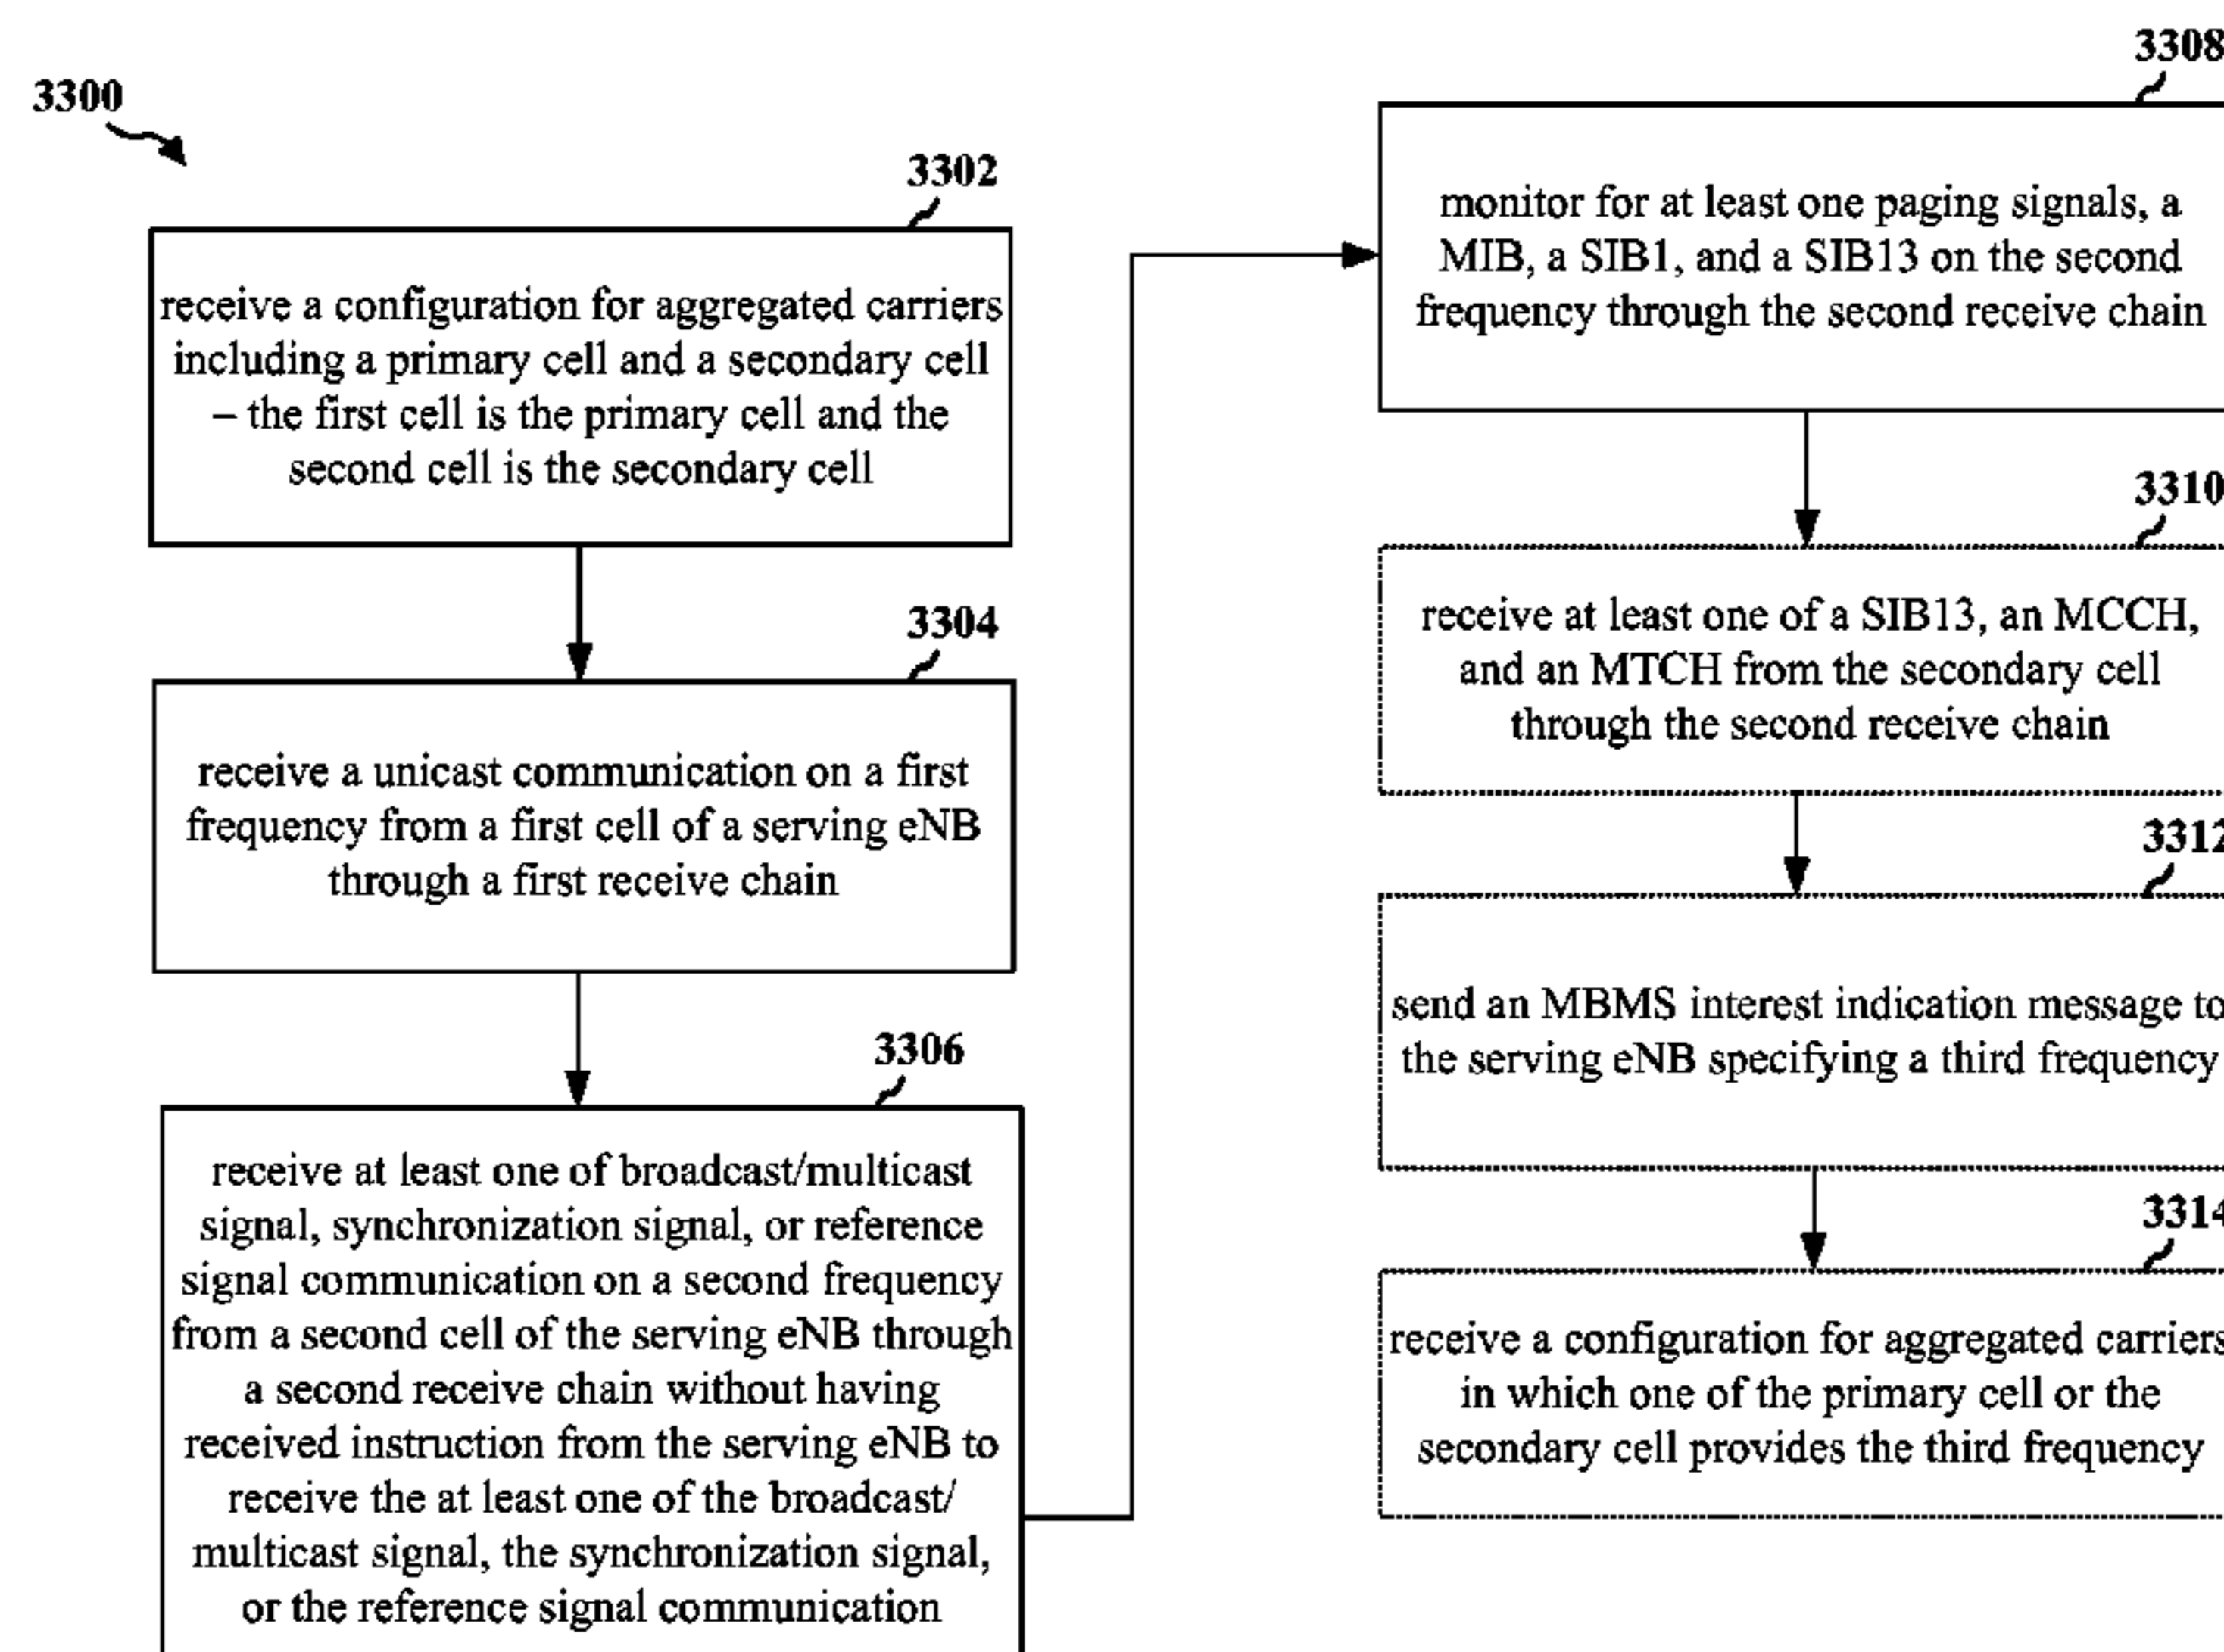 3300
3302
receive a configuration for aggregated carriers
including a primary cell and a secondary cell
– the first cell is the primary cell and the
second cell is the secondary cell
3304
receive a unicast communication on a first
frequency from a first cell of a serving eNB
through a first receive chain
3306
receive at least one of broadcast/multicast
signal, synchronization signal, or reference
signal communication on a second frequency
from a second cell of the serving eNB through
a second receive chain without having
received instruction from the serving eNB to
receive the at least one of the broadcast/
multicast signal, the synchronization signal,
or the reference signal communication
3308
monitor for at least one paging signals, a
MIB, a SIB1, and a SIB13 on the second
frequency through the second receive chain
3310
receive at least one of a SIB13, an MCCH,
and an MTCH from the secondary cell
through the second receive chain
3312
send an MBMS interest indication message to
the serving eNB specifying a third frequency
3314
receive a configuration for aggregated carriers
in which one of the primary cell or the
secondary cell provides the third frequency